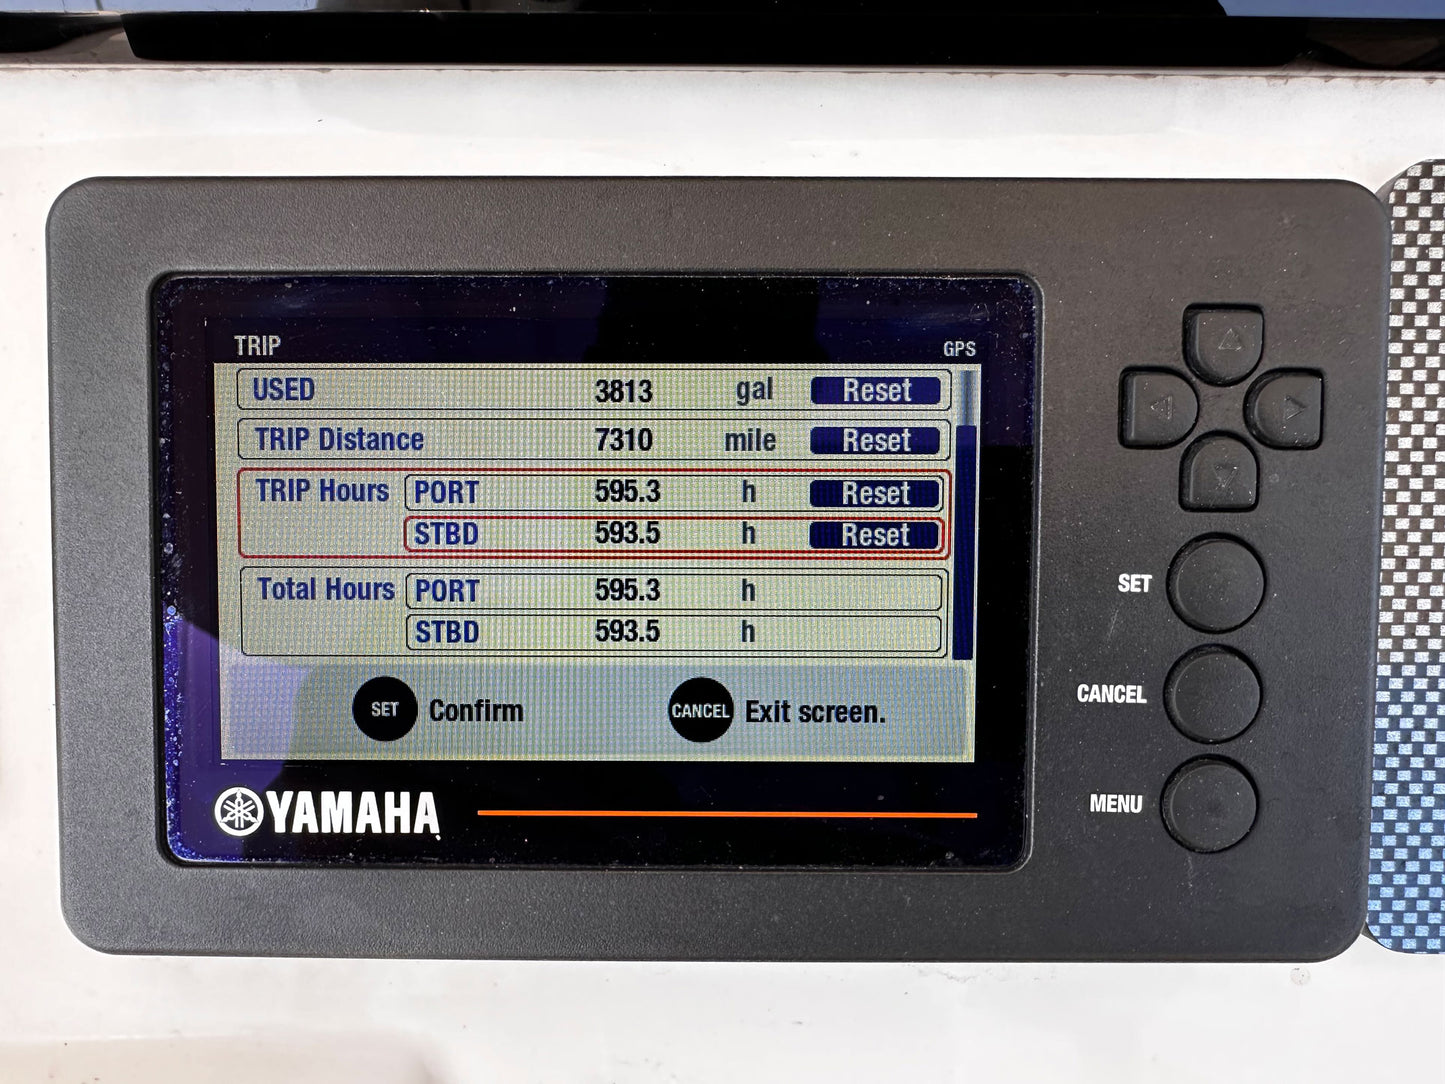 TRIP GPS
USED 3813 gal Reset
TRIP Distance 7310 mile Reset
TRIP Hours PORT 595.3 h Reset
STBD 593.5 h Reset
Total Hours PORT 595.3 h
STBD 593.5 h
SET Confirm CANCEL Exit screen.
YAMAHA
SET
CANCEL
MENU